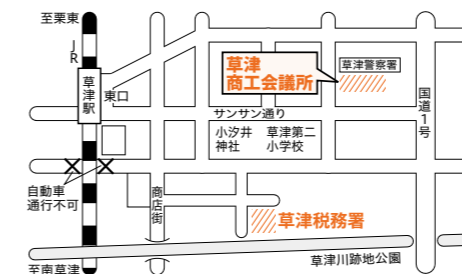 至栗東
JR
草津駅
東口
草津
商工会議所
草津警察署
国道1号
サンサン通り
小汐井
神社
草津第二
小学校
自動車
通行不可
商店街
草津税務署
草津川跡地公園
至南草津